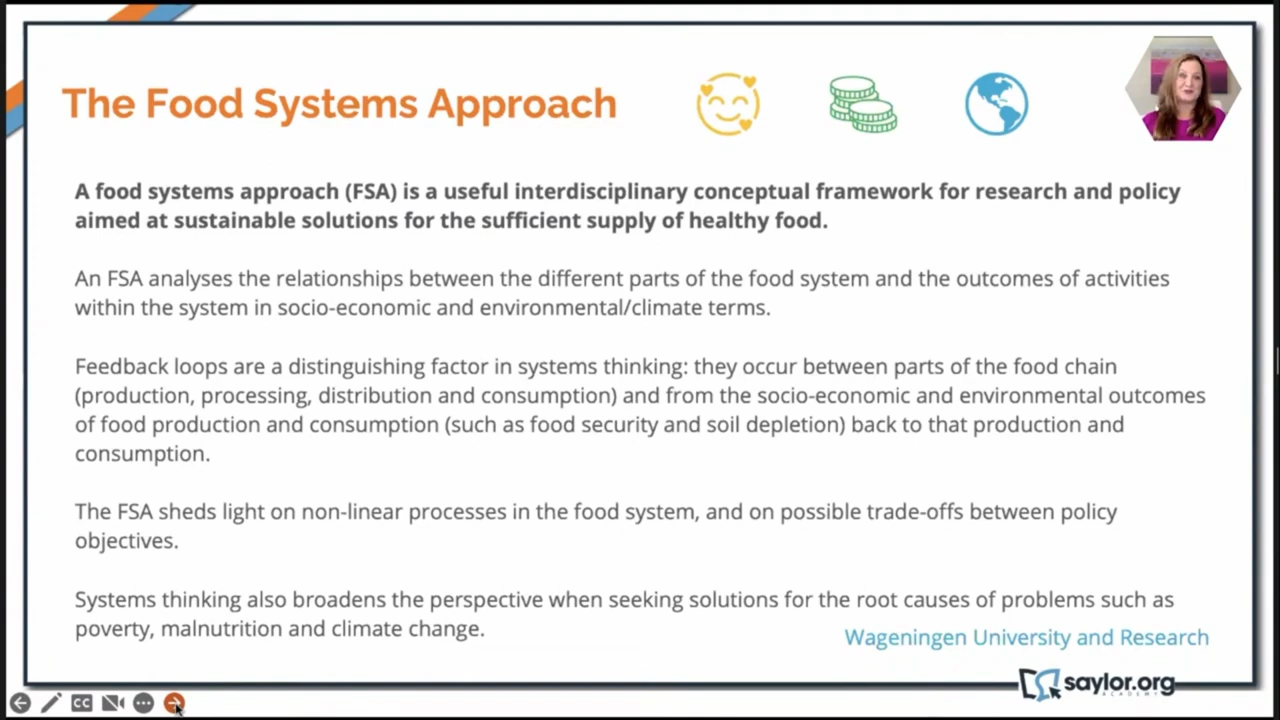 The Food Systems Approach
A food systems approach (FSA) is a useful interdisciplinary conceptual framework for research and policy
aimed at sustainable solutions for the sufficient supply of healthy food.
An FSA analyses the relationships between the different parts of the food system and the outcomes of activities
within the system in socio-economic and environmental/climate terms.
Feedback loops are a distinguishing factor in systems thinking: they occur between parts of the food chain
(production, processing, distribution and consumption) and from the socio-economic and environmental outcomes
of food production and consumption (such as food security and soil depletion) back to that production and
consumption.
The FSA sheds light on non-linear processes in the food system, and on possible trade-offs between policy
objectives.
Systems thinking also broadens the perspective when seeking solutions for the root causes of problems such as
poverty, malnutrition and climate change.
Wageningen University and Research
saylor.org
ACADEMY
CC